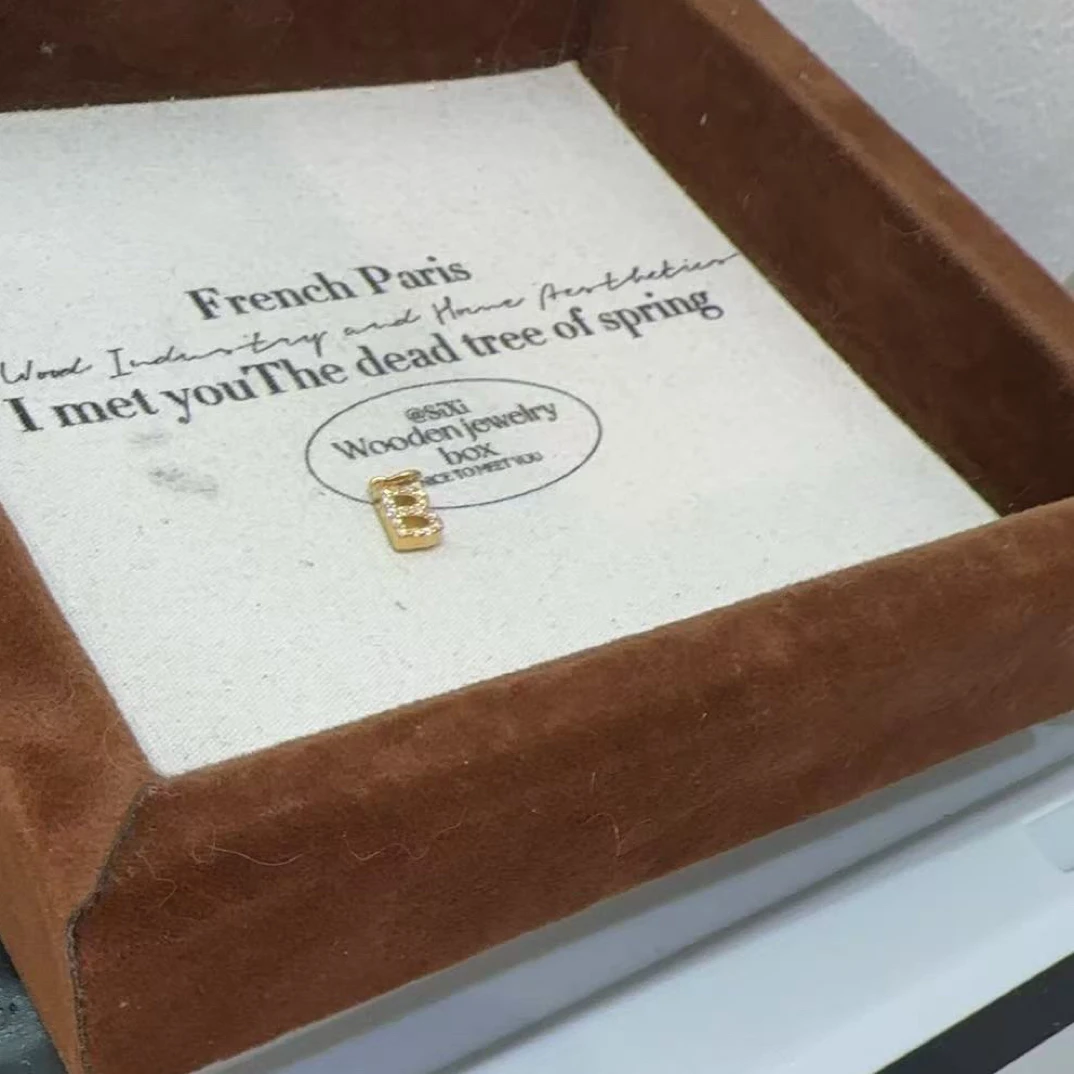 French Paris
Wood Industry and Home Aesthetics
I met youThe dead tree of spring
@SiXi
Wooden jewelry
box
NICE TO MEET YOU
B